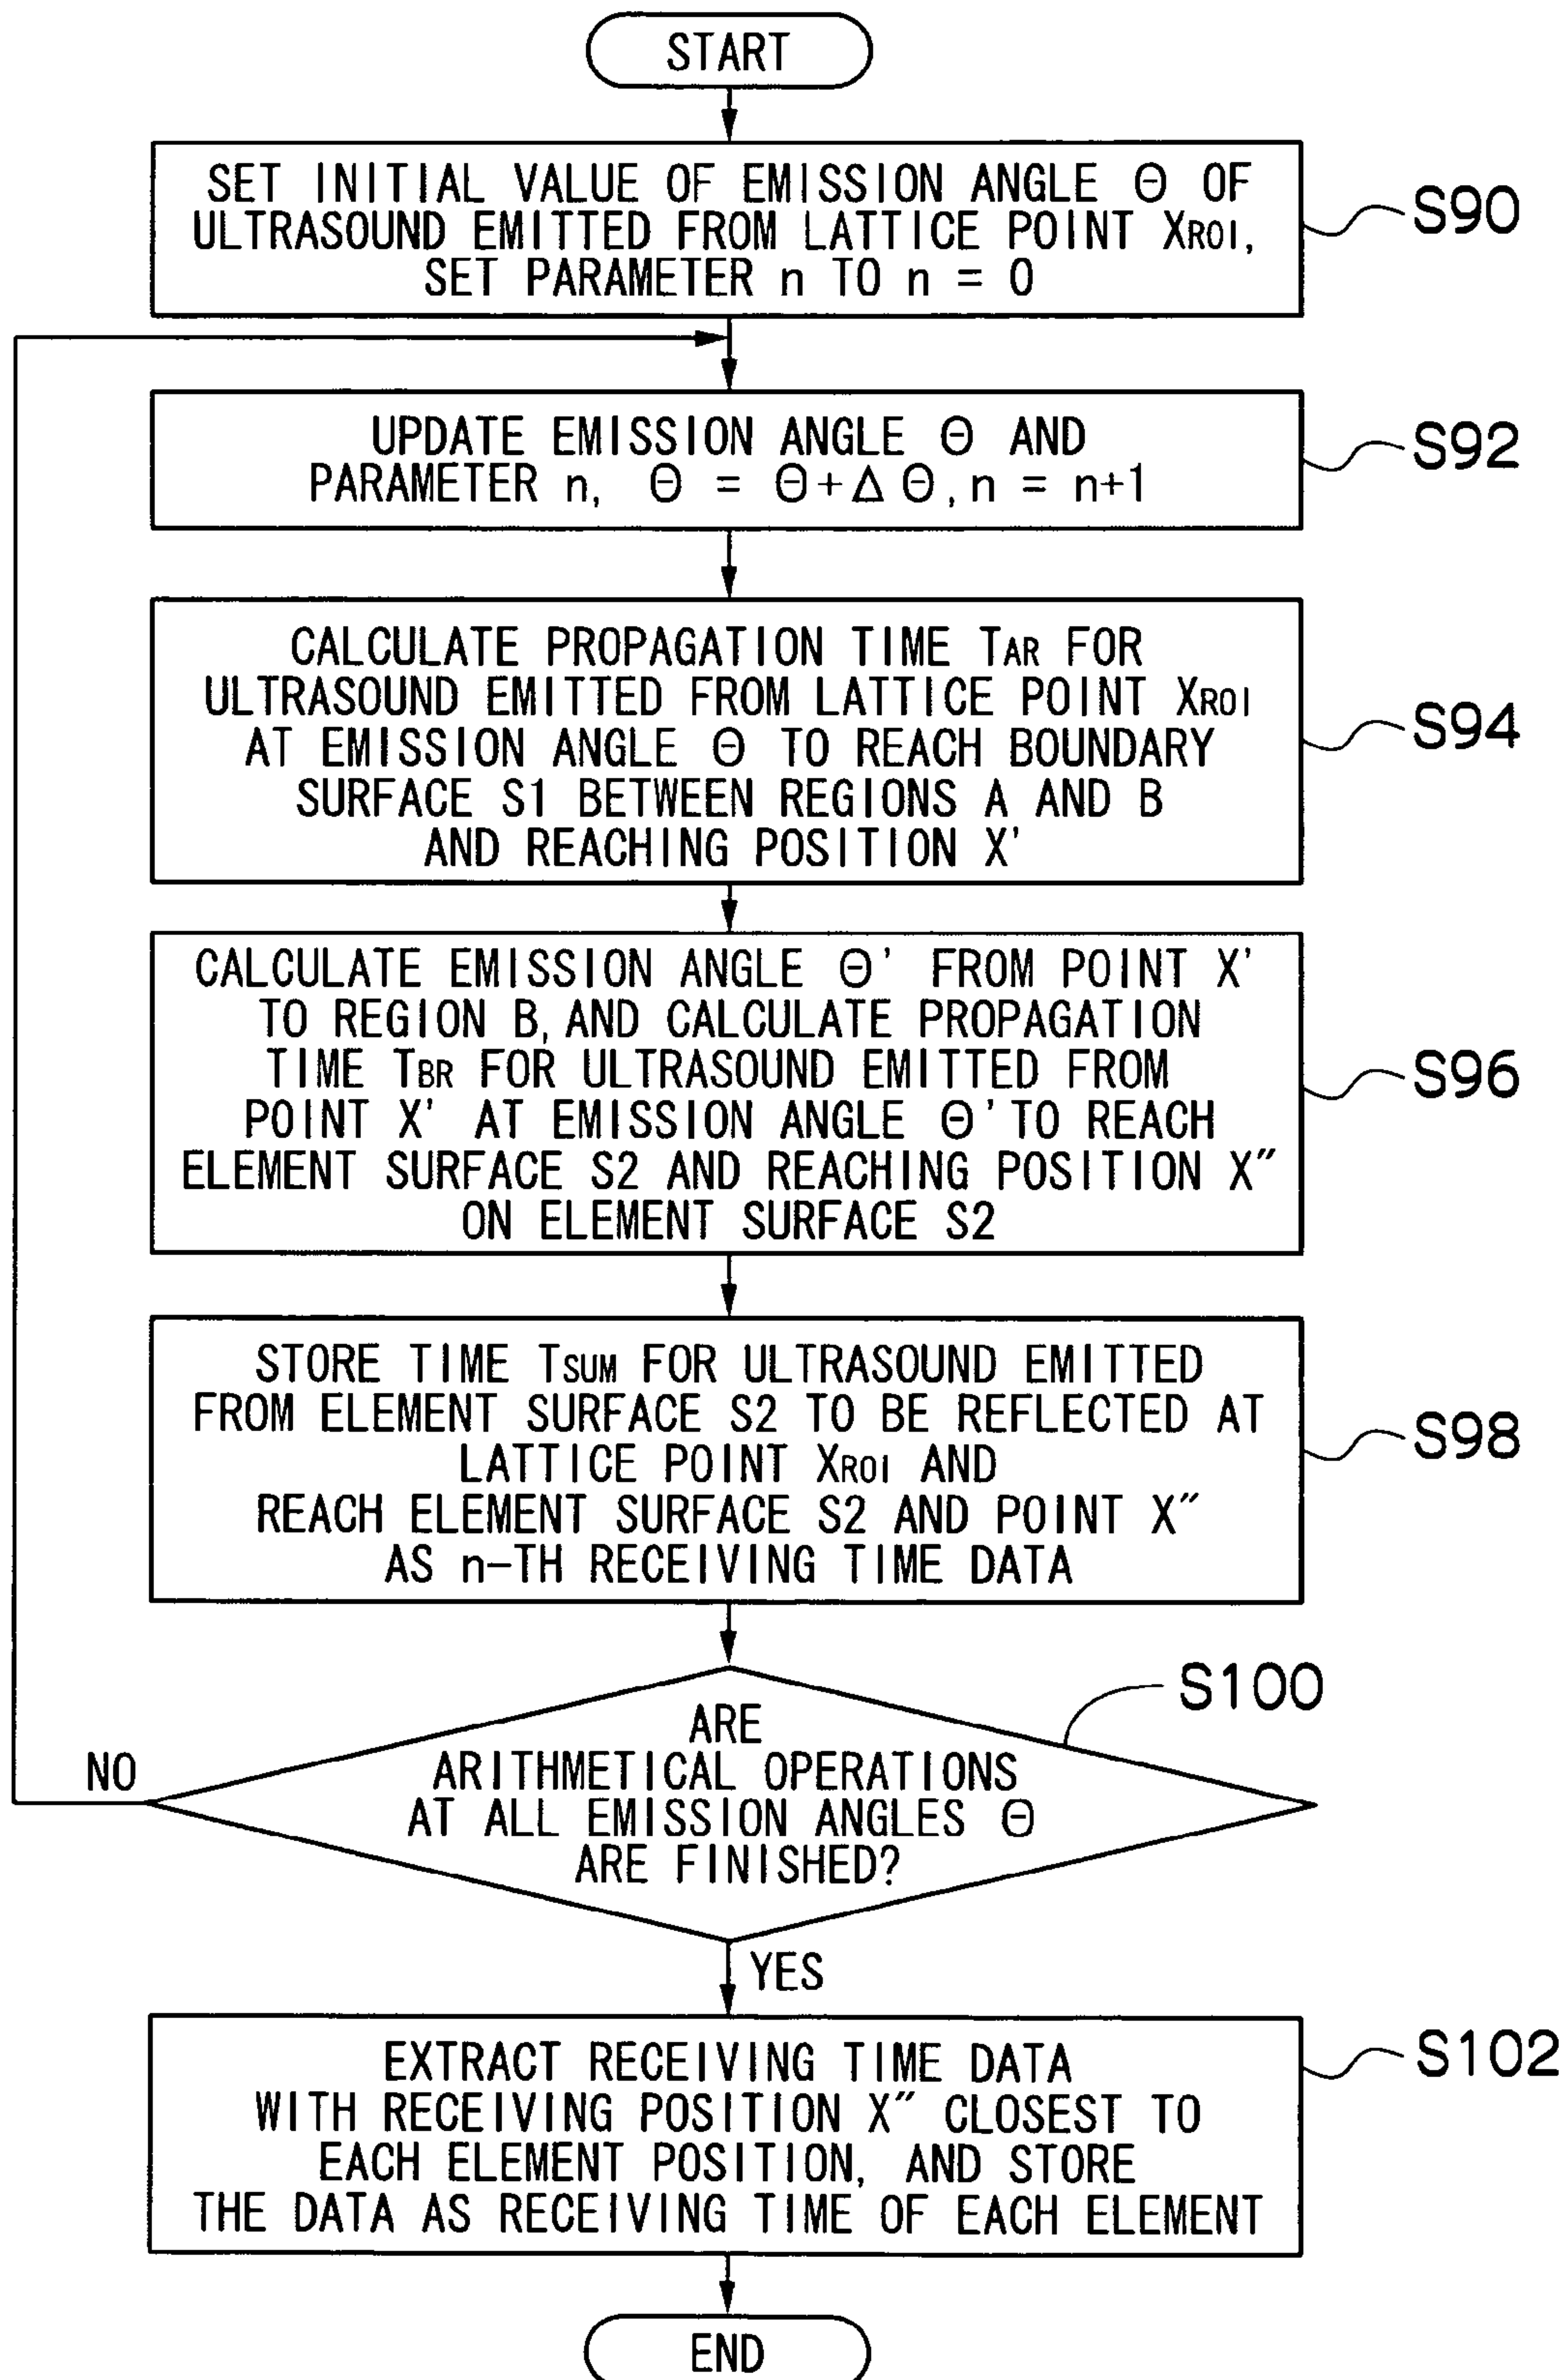 START
SET INITIAL VALUE OF EMISSION ANGLE Θ OF
ULTRASOUND EMITTED FROM LATTICE POINT XROI,
SET PARAMETER n TO n = 0
S90
UPDATE EMISSION ANGLE Θ AND
PARAMETER n, Θ = Θ+Δ Θ, n = n+1
S92
CALCULATE PROPAGATION TIME TAR FOR
ULTRASOUND EMITTED FROM LATTICE POINT XROI
AT EMISSION ANGLE Θ TO REACH BOUNDARY
SURFACE S1 BETWEEN REGIONS A AND B
AND REACHING POSITION X'
S94
CALCULATE EMISSION ANGLE Θ' FROM POINT X'
TO REGION B, AND CALCULATE PROPAGATION
TIME TBR FOR ULTRASOUND EMITTED FROM
POINT X' AT EMISSION ANGLE Θ' TO REACH
ELEMENT SURFACE S2 AND REACHING POSITION X″
ON ELEMENT SURFACE S2
S96
STORE TIME TSUM FOR ULTRASOUND EMITTED
FROM ELEMENT SURFACE S2 TO BE REFLECTED AT
LATTICE POINT XROI AND
REACH ELEMENT SURFACE S2 AND POINT X″
AS n-TH RECEIVING TIME DATA
S98
ARE
ARITHMETICAL OPERATIONS
AT ALL EMISSION ANGLES Θ
ARE FINISHED?
S100
NO
YES
EXTRACT RECEIVING TIME DATA
WITH RECEIVING POSITION X″ CLOSEST TO
EACH ELEMENT POSITION, AND STORE
THE DATA AS RECEIVING TIME OF EACH ELEMENT
S102
END